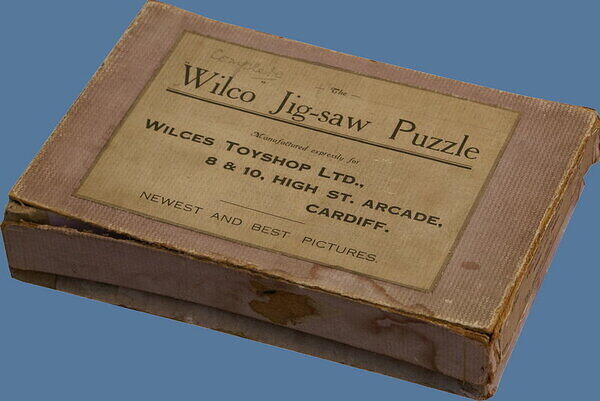 Complete
The
Wilco Jig-saw Puzzle
Manufactured expressly for
WILCES TOYSHOP LTD.,
8 & 10, HIGH ST. ARCADE,
CARDIFF.
NEWEST AND BEST PICTURES.